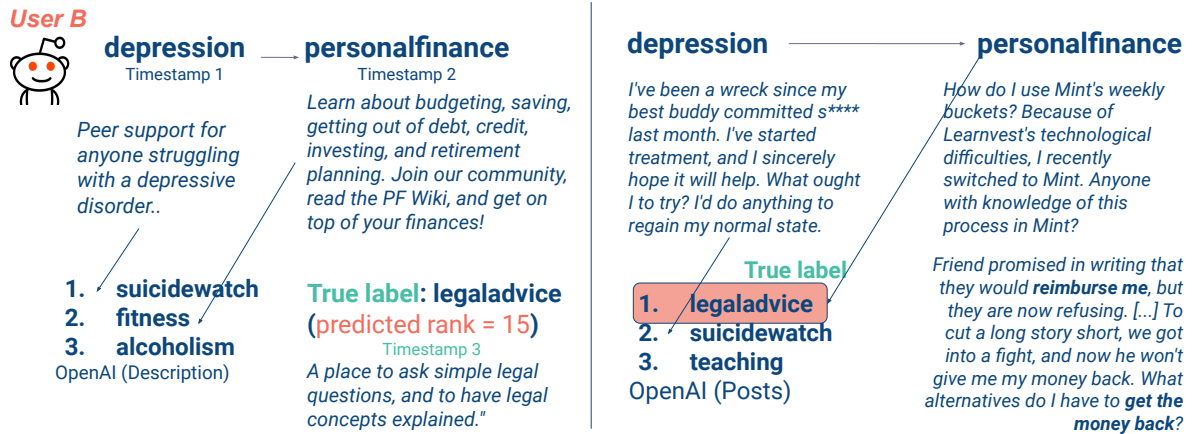 User B
depression
Timestamp 1
personalfinance
Timestamp 2
Peer support for
anyone struggling
with a depressive
disorder..
Learn about budgeting, saving,
getting out of debt, credit,
investing, and retirement
planning. Join our community,
read the PF Wiki, and get on
top of your finances!
1. suicidewatch
2. fitness
3. alcoholism
OpenAI (Description)
True label: legaladvice
(predicted rank = 15)
Timestamp 3
A place to ask simple legal
questions, and to have legal
concepts explained."
depression
personalfinance
I've been a wreck since my
best buddy committed s****
last month. I've started
treatment, and I sincerely
hope it will help. What ought
I to try? I'd do anything to
regain my normal state.
How do I use Mint's weekly
buckets? Because of
Learnvest's technological
difficulties, I recently
switched to Mint. Anyone
with knowledge of this
process in Mint?
True label
1. legaladvice
2. suicidewatch
3. teaching
OpenAI (Posts)
Friend promised in writing that
they would reimburse me, but
they are now refusing. [...] To
cut a long story short, we got
into a fight, and now he won't
give me my money back. What
alternatives do I have to get the
money back?